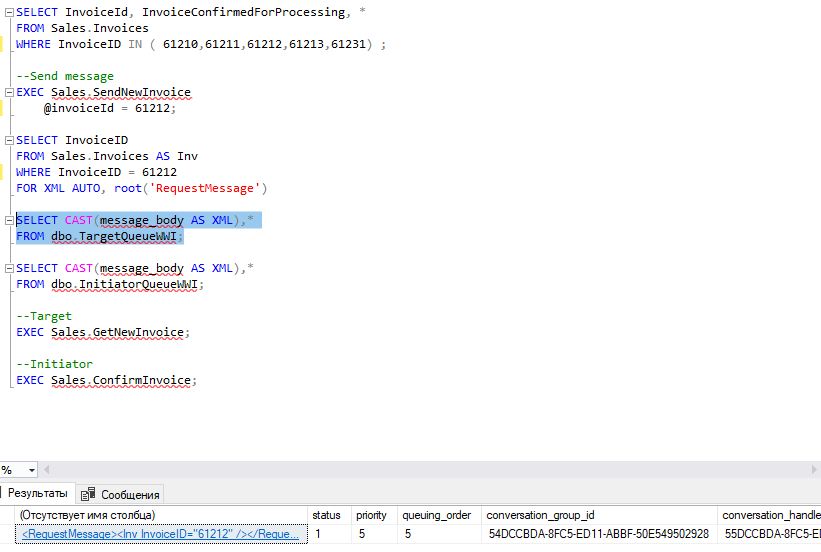 SELECT InvoiceId, InvoiceConfirmedForProcessing, *
FROM Sales.Invoices
WHERE InvoiceID IN ( 61210,61211,61212,61213,61231) ;
--Send message
EXEC Sales.SendNewInvoice
@invoiceId = 61212;
SELECT InvoiceID
FROM Sales.Invoices AS Inv
WHERE InvoiceID = 61212
FOR XML AUTO, root('RequestMessage')
SELECT CAST(message_body AS XML),*
FROM dbo.TargetQueueWWI;
SELECT CAST(message_body AS XML),*
FROM dbo.InitiatorQueueWWI;
--Target
EXEC Sales.GetNewInvoice;
--Initiator
EXEC Sales.ConfirmInvoice;
%
Результаты Сообщения
(Отсутствует имя столбца) status priority queuing_order conversation_group_id conversation_handle
<RequestMessage><Inv InvoiceID="61212" /></Reque... 1 5 5 54DCCBDA-8FC5-ED11-ABBF-50E549502928 55DCCBDA-8FC5-E